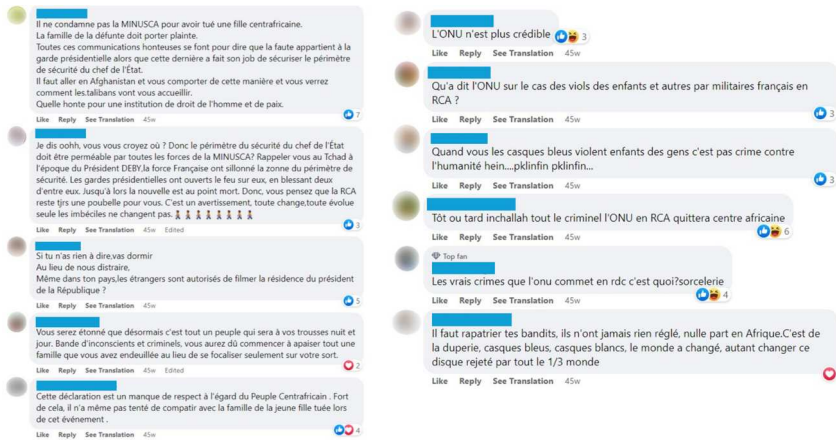 Il ne condamne pas la MINUSCA pour avoir tué une fille centrafricaine.
La famille de la défunte doit porter plainte.
Toutes ces communications honteuses se font pour dire que la faute appartient à la
garde présidentielle alors que cette dernière a fait son job de sécuriser le périmètre
de sécurité du chef de l'État.
Il faut aller en Afghanistan et vous comporter de cette manière et vous verrez
comment les.talibans vont vous accueillir.
Quelle honte pour une institution de droit de l'homme et de paix.
Like Reply See Translation 45w
7
Je dis oohh, vous vous croyez où ? Donc le périmètre du sécurité du chef de l'État
doit être perméable par toutes les forces de la MINUSCA? Rappeler vous au Tchad à
l'époque du Président DEBY,la force Française ont sillonné la zonne du périmètre de
sécurité. Les gardes présidentielles ont ouverts le feu sur eux, en blessant deux
d'entre eux. Jusqu'à lors la nouvelle est au point mort. Donc, vous pensez que la RCA
reste tjrs une poubelle pour vous. C'est un avertissement, toute change,toute évolue
seule les imbéciles ne changent pas.
Like Reply See Translation 45w Edited
3
Si tu n'as rien à dire,vas dormir
Au lieu de nous distraire,
Même dans ton pays,les étrangers sont autorisés de filmer la résidence du président
de la République ?
Like Reply See Translation 45w
5
Vous serez étonné que désormais c'est tout un peuple qui sera à vos trousses nuit et
jour. Bande d'inconscients et criminels, vous aurez dû commencer à apaiser tout une
famille que vous avez endeuillée au lieu de se focaliser seulement sur votre sort.
Like Reply See Translation 45w Edited
2
Cette déclaration est un manque de respect à l'égard du Peuple Centrafricain . Fort
de cela, il n'a même pas tenté de compatir avec la famille de la jeune fille tuée lors
de cet événement .
Like Reply See Translation 45w
4
L'ONU n'est plus crédible
3
Like Reply See Translation 45w
Qu'a dit l'ONU sur le cas des viols des enfants et autres par militaires français en
RCA ?
3
Like Reply See Translation 45w
Quand vous les casques bleus violent enfants des gens c'est pas crime contre
l'humanité hein....pklinfin pklinfin...
3
Like Reply See Translation 45w
Tôt ou tard inchallah tout le criminel l'ONU en RCA quittera centre africaine
6
Like Reply See Translation 45w
Top fan
Les vrais crimes que l'onu commet en rdc c'est quoi?sorcelerie
4
Like Reply See Translation 45w
Il faut rapatrier tes bandits, ils n'ont jamais rien réglé, nulle part en Afrique.C'est de
la duperie, casques bleus, casques blancs, le monde a changé, autant changer ce
disque rejeté par tout le 1/3 monde
Like Reply See Translation 45w